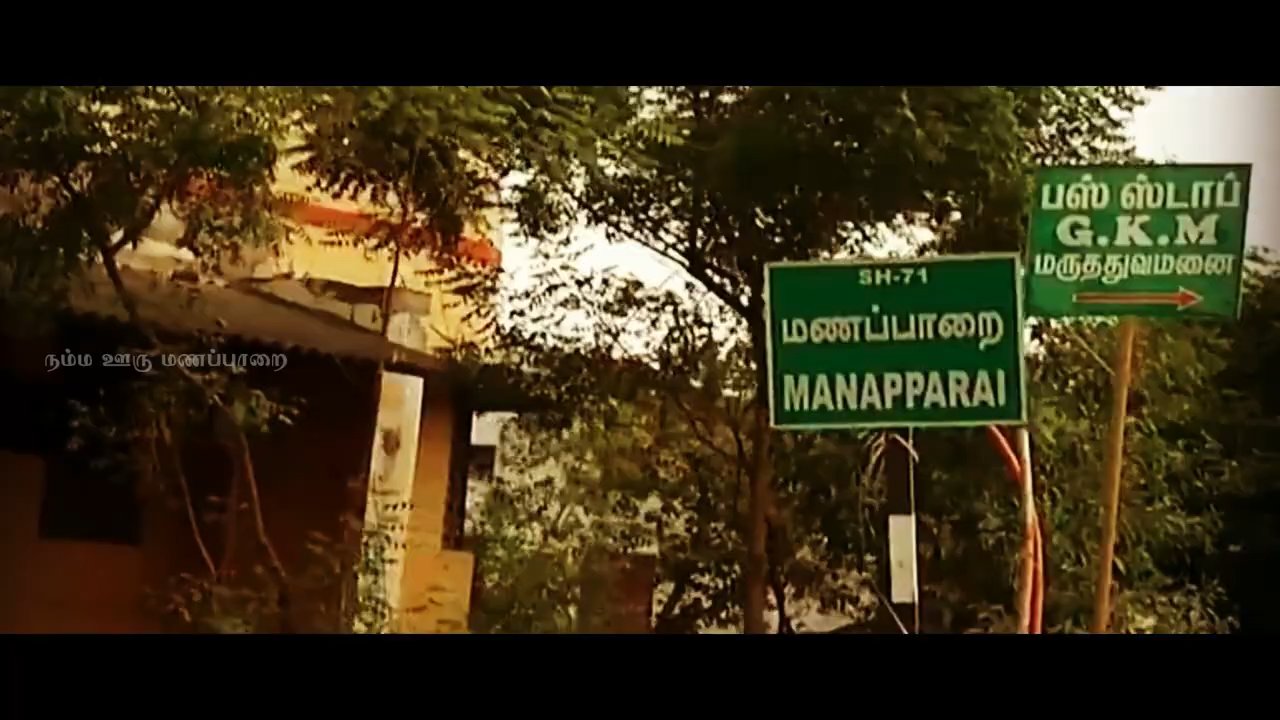 நம்ம ஊரு மணப்பாறை
SH-71
மணப்பாறை
MANAPPARAI
பஸ் ஸ்டாப்
G.K.M
மருத்துவமனை